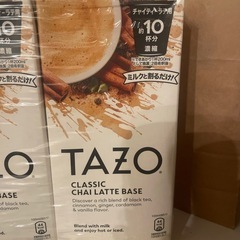 チャイティーラテ用
約10
杯分
濃縮
ミルクと割るだけ!
TAZO
CLASSIC
CHAI LATTE BASE
Discover a rich blend of black tea,
cinnamon, ginger, cardamom
& vanilla flavor.
Blend with milk
and enjoy hot or iced.